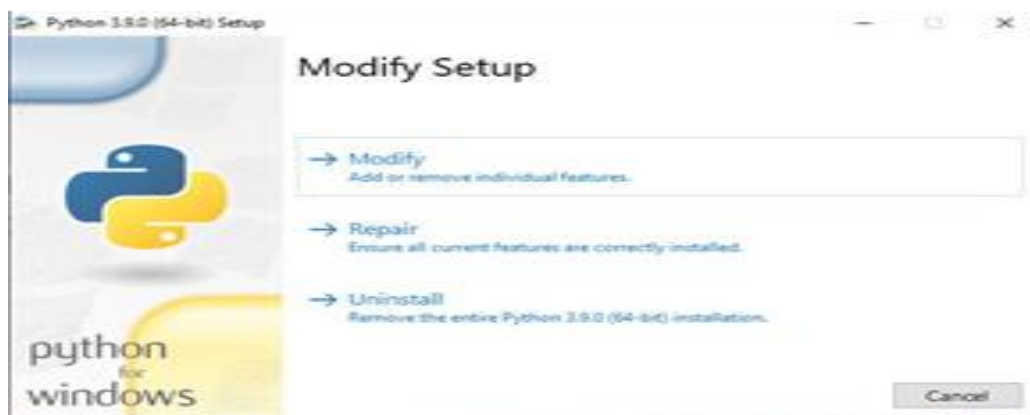 Python 3.9.0 (64-bit) Setup
Modify Setup
→ Modify
Add or remove individual features.
→ Repair
Ensure all current features are correctly installed.
→ Uninstall
Remove the entire Python 3.9.0 (64-bit) installation.
python
for
windows
Cancel